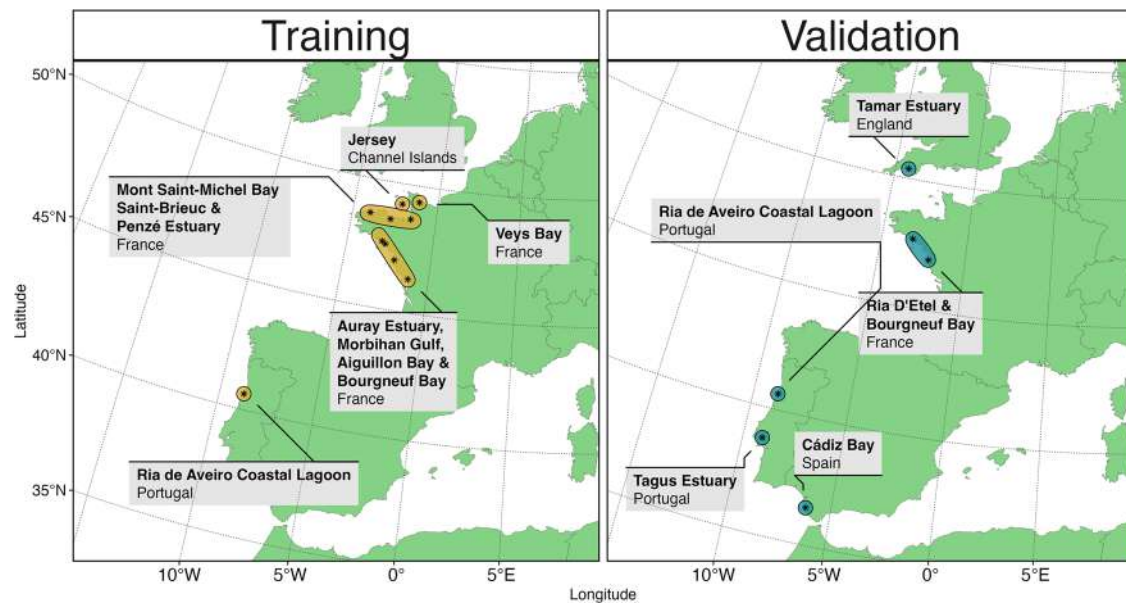 Training
Validation
50°N
45°N
40°N
35°N
Latitude
Jersey
Channel Islands
Mont Saint-Michel Bay
Saint-Brieuc &
Penzé Estuary
France
Veys Bay
France
Auray Estuary,
Morbihan Gulf,
Aiguillon Bay &
Bourgneuf Bay
France
Ria de Aveiro Coastal Lagoon
Portugal
Tamar Estuary
England
Ria de Aveiro Coastal Lagoon
Portugal
Ria D'Etel &
Bourgneuf Bay
France
Cádiz Bay
Spain
Tagus Estuary
Portugal
10°W
5°W
0°
5°E
10°W
5°W
0°
5°E
Longitude